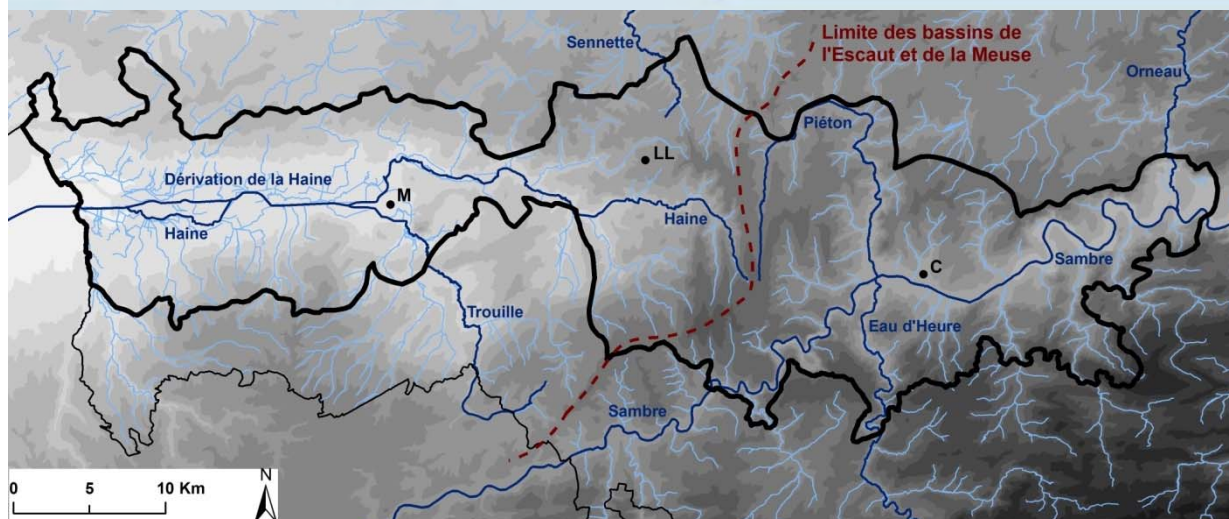 Sennette
Limite des bassins de
l'Escaut et de la Meuse
Orneau
Piéton
LL
Dérivation de la Haine
M
Haine
Haine
C
Sambre
Trouille
Eau d'Heure
Sambre
N
0 5 10 Km